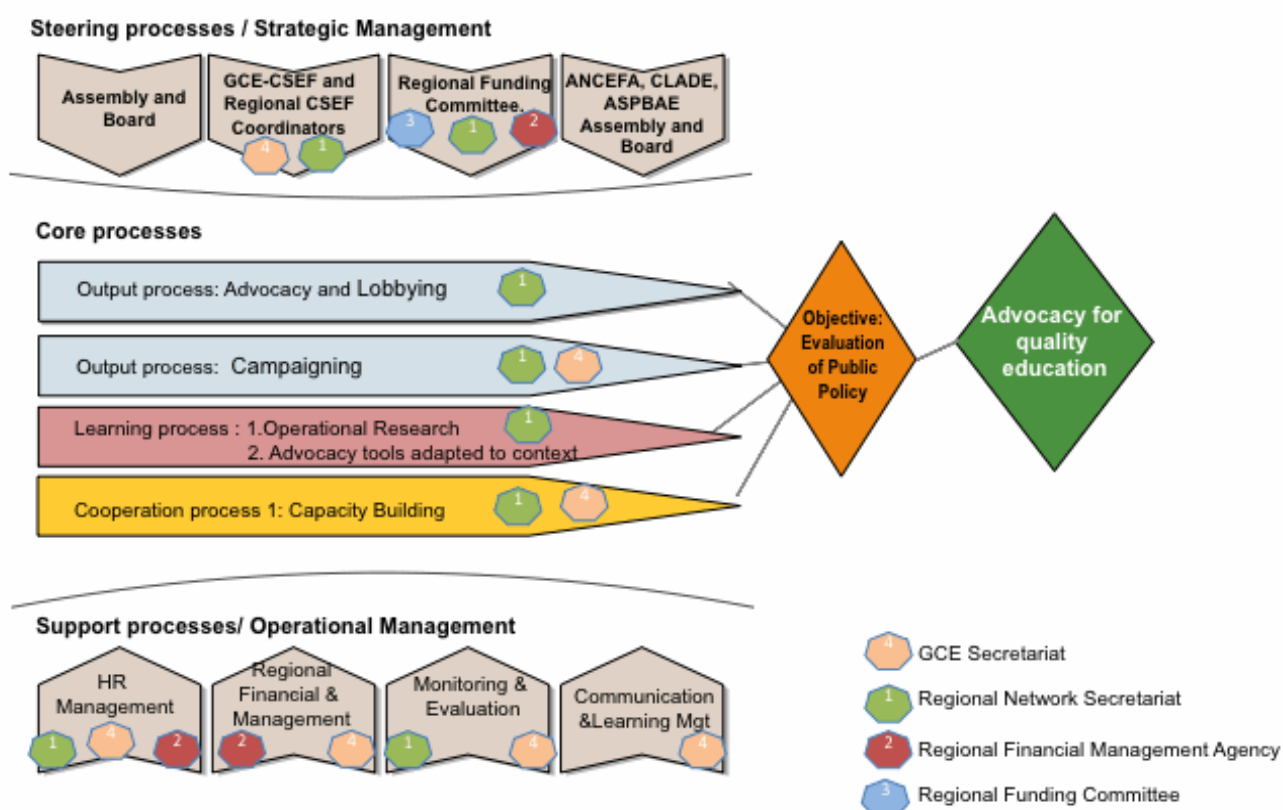 Steering processes / Strategic Management
Assembly and
Board
GCE-CSEF and
Regional CSEF
Coordinators
4
1
Regional Funding
Committee.
3
1
2
ANCEFA, CLADE,
ASPBAE
Assembly and
Board
Core processes
Output process: Advocacy and Lobbying
1
Output process: Campaigning
1
4
Learning process : 1.Operational Research
2. Advocacy tools adapted to context
1
Cooperation process 1: Capacity Building
1
4
Objective:
Evaluation
of Public
Policy
Advocacy for
quality
education
Support processes/ Operational Management
HR
Management
1
4
2
Regional
Financial &
Management
2
4
Monitoring &
Evaluation
1
4
Communication
&Learning Mgt
4
4
GCE Secretariat
1
Regional Network Secretariat
2
Regional Financial Management Agency
3
Regional Funding Committee